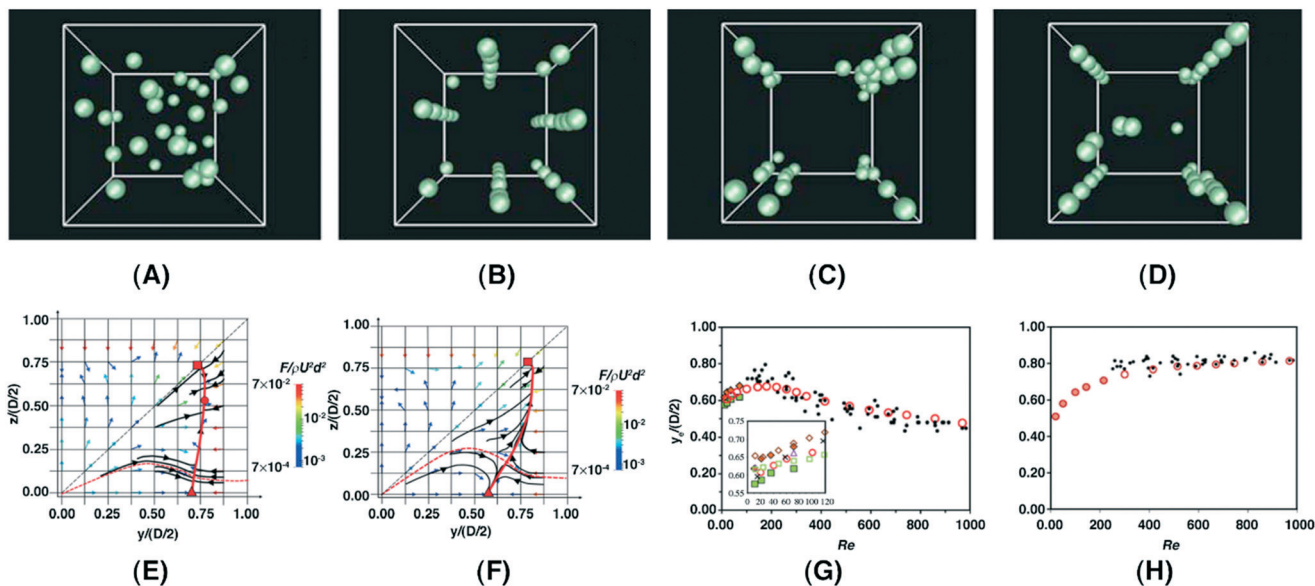 (A)
(B)
(C)
(D)
1.00
0.75
0.50
0.25
0.00
z/(D/2)
0.00 0.25 0.50 0.75 1.00
y/(D/2)
F/ρU²d²
7×10⁻²
10⁻²
10⁻³
7×10⁻⁴
(E)
1.00
0.75
0.50
0.25
0.00
z/(D/2)
0.00 0.25 0.50 0.75 1.00
y/(D/2)
F/ρU²d²
7×10⁻²
10⁻²
10⁻³
7×10⁻⁴
(F)
1.00
0.80
0.60
0.40
0.20
0.00
yₑ/(D/2)
0.70
0.65
0.60
0.55
0 20 40 60 80 100 120
0 200 400 600 800 1000
Re
(G)
1.00
0.80
0.60
0.40
0.20
0.00
0.00 200 400 600 800 1000
Re
(H)